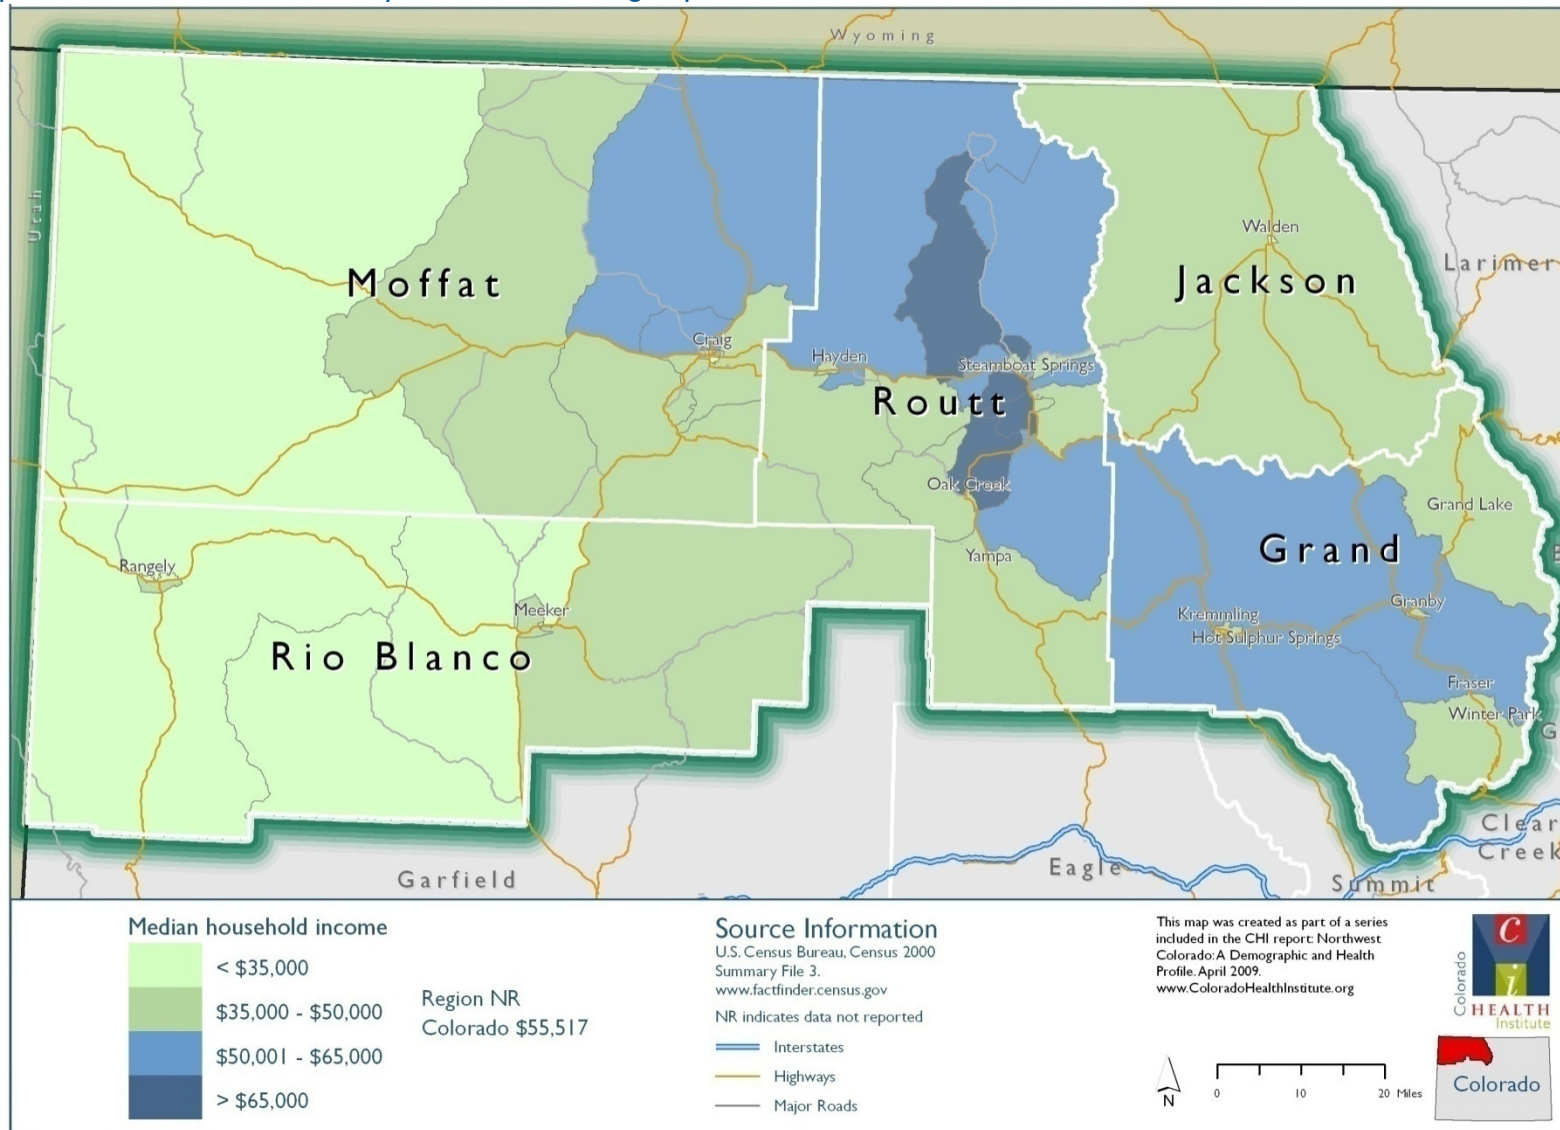 Wyoming
Utah
Walden
Larimer
Moffat
Jackson
Craig
Hayden
Steamboat Springs
Routt
Oak Creek
Grand Lake
Yampa
Grand
Rangely
Meeker
Kremmling
Granby
Hot Sulphur Springs
Rio Blanco
Fraser
Winter Park
Clear
Creek
Eagle
Garfield
Summit
Median household income
< $35,000
$35,000 - $50,000
$50,001 - $65,000
> $65,000
Region NR
Colorado $55,517
Source Information
U.S. Census Bureau, Census 2000
Summary File 3.
www.factfinder.census.gov
NR indicates data not reported
Interstates
Highways
Major Roads
This map was created as part of a series
included in the CHI report: Northwest
Colorado: A Demographic and Health
Profile. April 2009.
www.ColoradoHealthInstitute.org
N
0 10 20 Miles
Colorado
c
i
HEALTH
Institute
Colorado